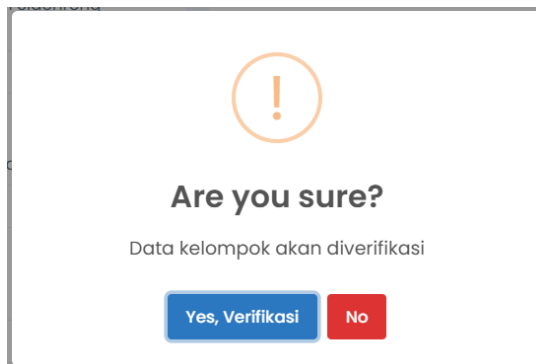 Are you sure?
Data kelompok akan diverifikasi
Yes, Verifikasi
No